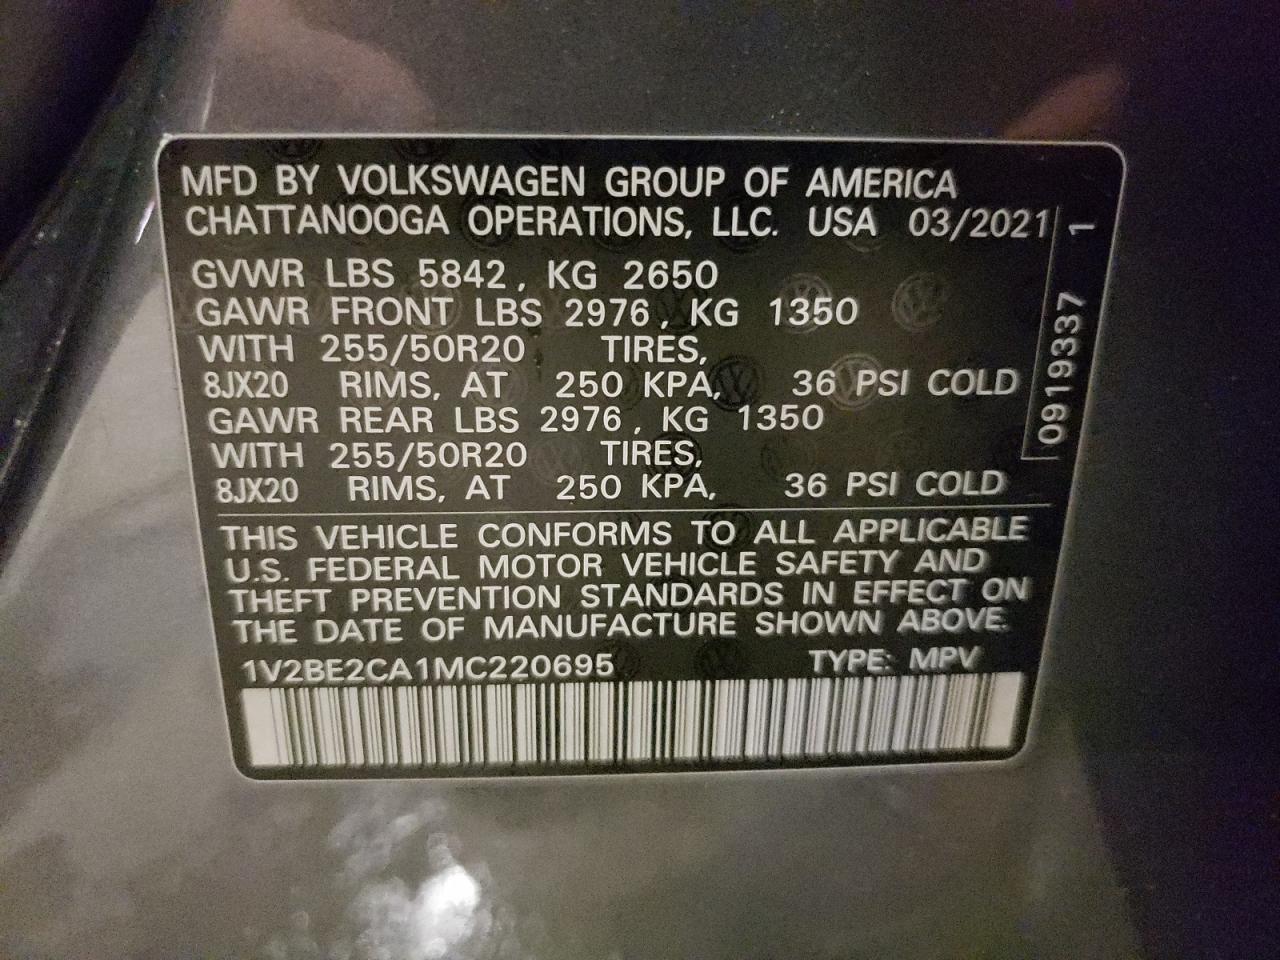 MFD BY VOLKSWAGEN GROUP OF AMERICA
CHATTANOOGA OPERATIONS, LLC. USA 03/2021
GVWR LBS 5842, KG 2650
GAWR FRONT LBS 2976, KG 1350
WITH 255/50R20 TIRES,
8JX20 RIMS, AT 250 KPA, 36 PSI COLD
GAWR REAR LBS 2976, KG 1350
WITH 255/50R20 TIRES,
8JX20 RIMS, AT 250 KPA, 36 PSI COLD
0919337 1
THIS VEHICLE CONFORMS TO ALL APPLICABLE
U.S. FEDERAL MOTOR VEHICLE SAFETY AND
THEFT PREVENTION STANDARDS IN EFFECT ON
THE DATE OF MANUFACTURE SHOWN ABOVE.
1V2BE2CA1MC220695 TYPE: MPV